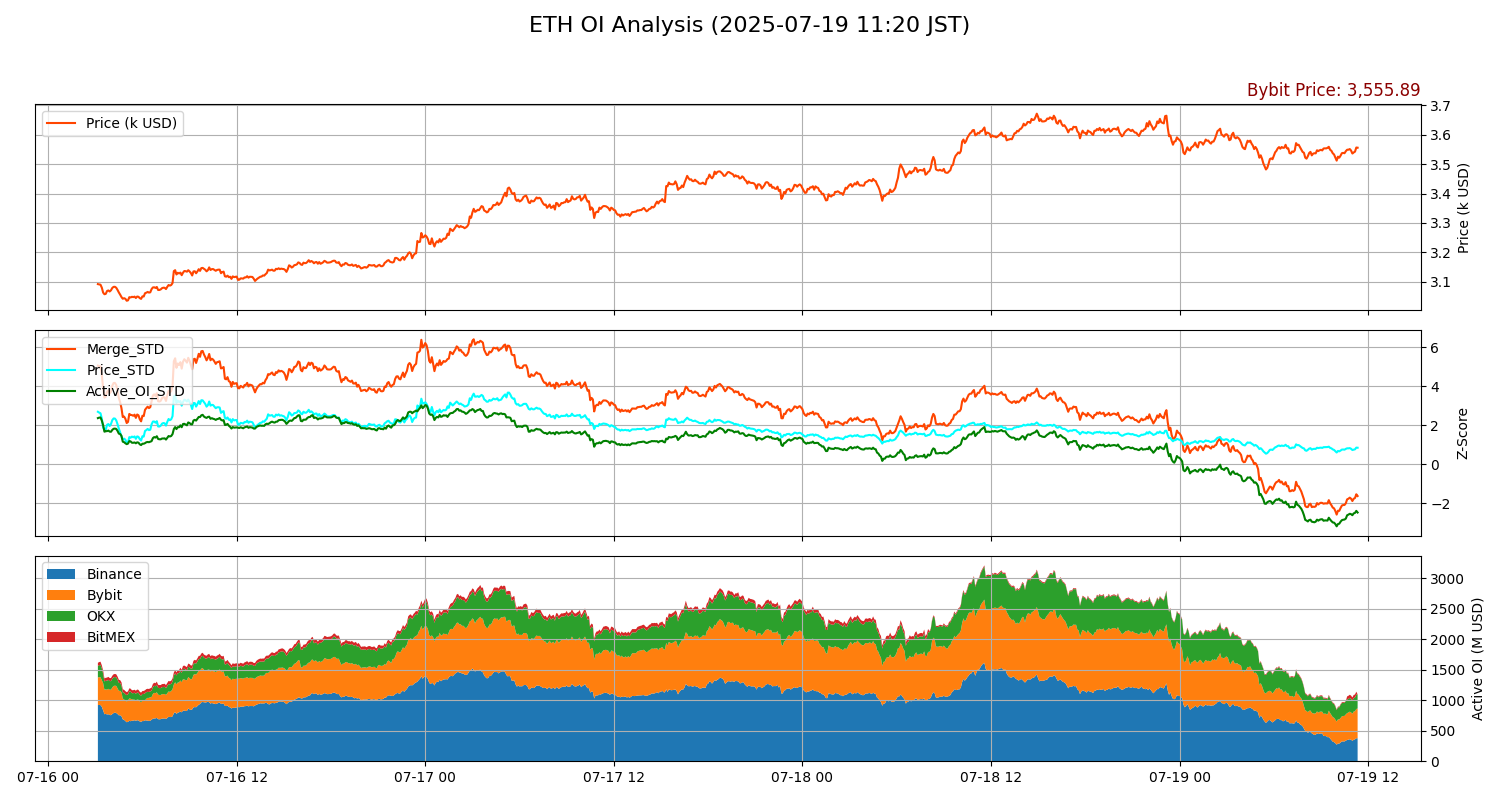 ETH OI Analysis (2025-07-19 11:20 JST)
Bybit Price: 3,555.89
Price (k USD)
3.7
3.6
3.5
3.4
3.3
3.2
3.1
Price (k USD)
Merge_STD
Price_STD
Active_OI_STD
6
4
2
0
−2
Z-Score
Binance
Bybit
OKX
BitMEX
3000
2500
2000
1500
1000
500
0
Active OI (M USD)
07-16 00
07-16 12
07-17 00
07-17 12
07-18 00
07-18 12
07-19 00
07-19 12